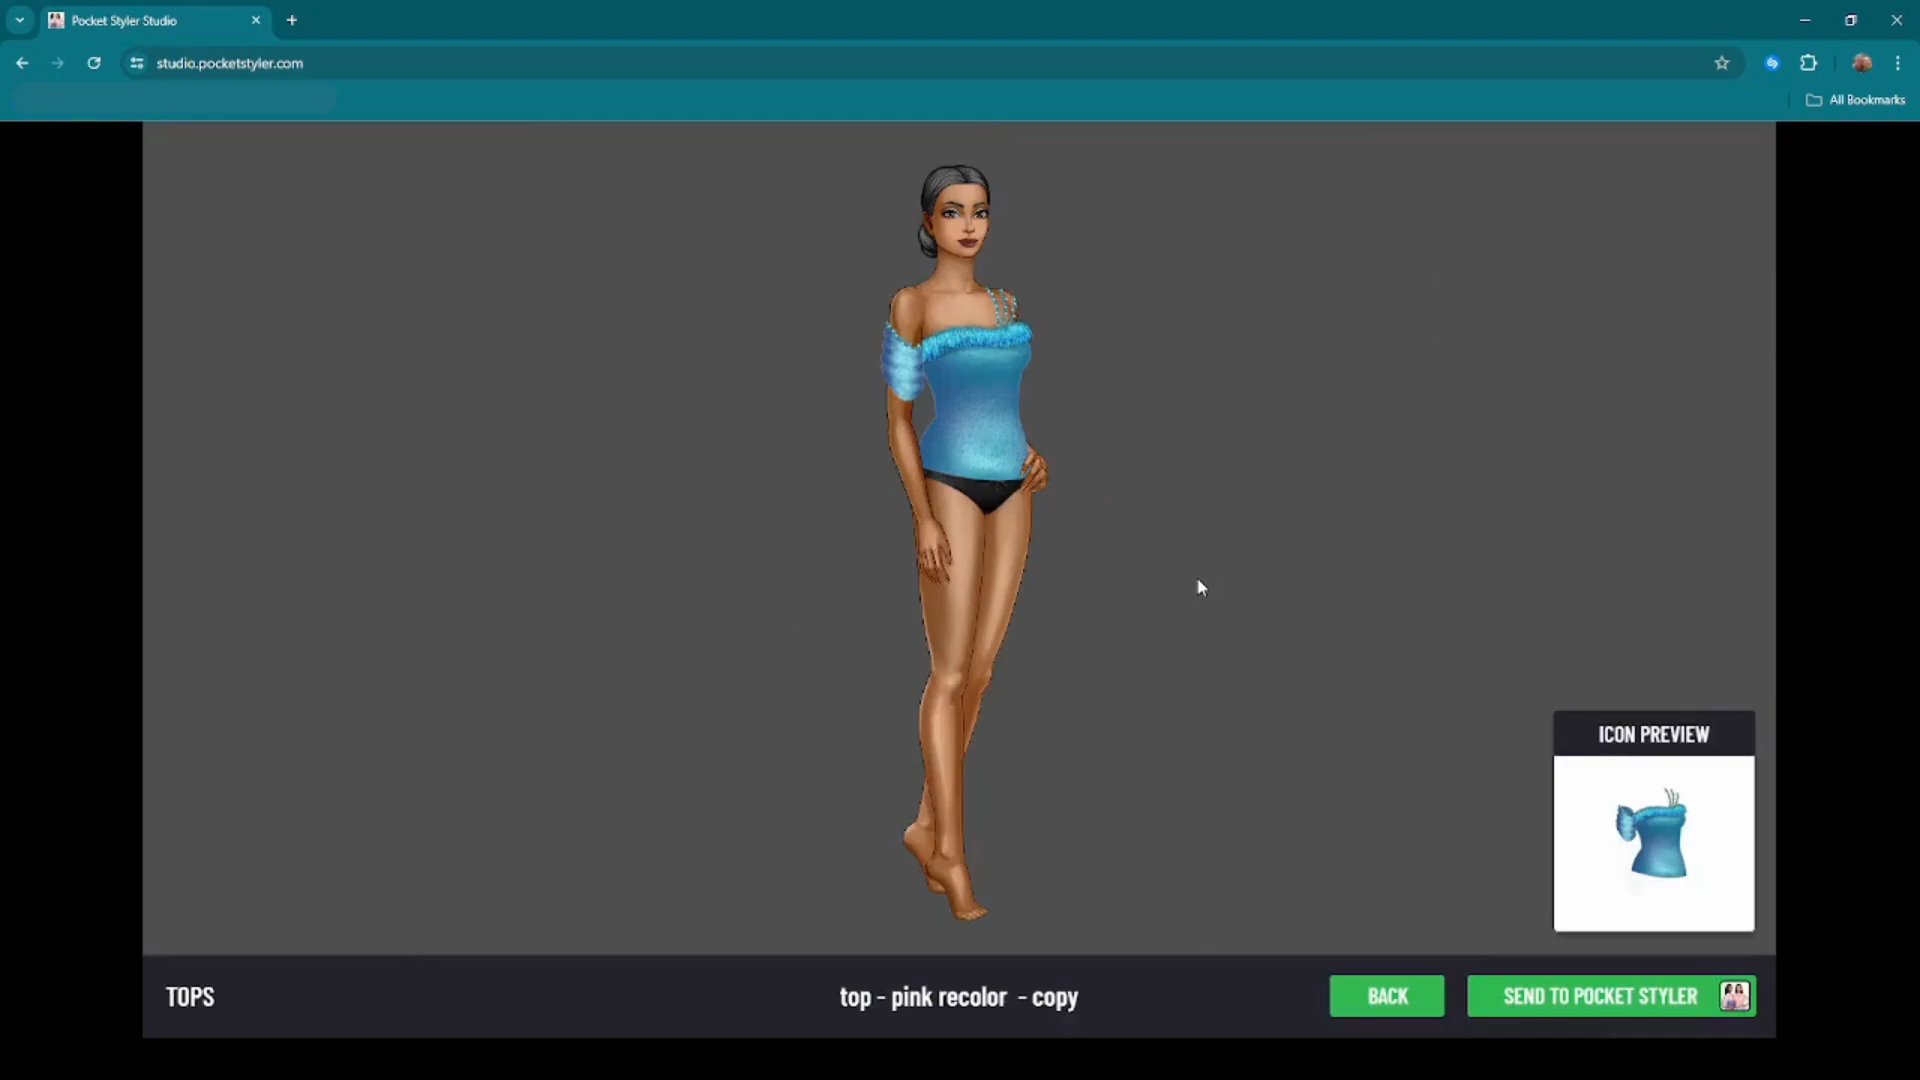 Pocket Styler Studio
studio.pocketstyler.com
All Bookmarks
ICON PREVIEW
TOPS
top - pink recolor - copy
BACK
SEND TO POCKET STYLER